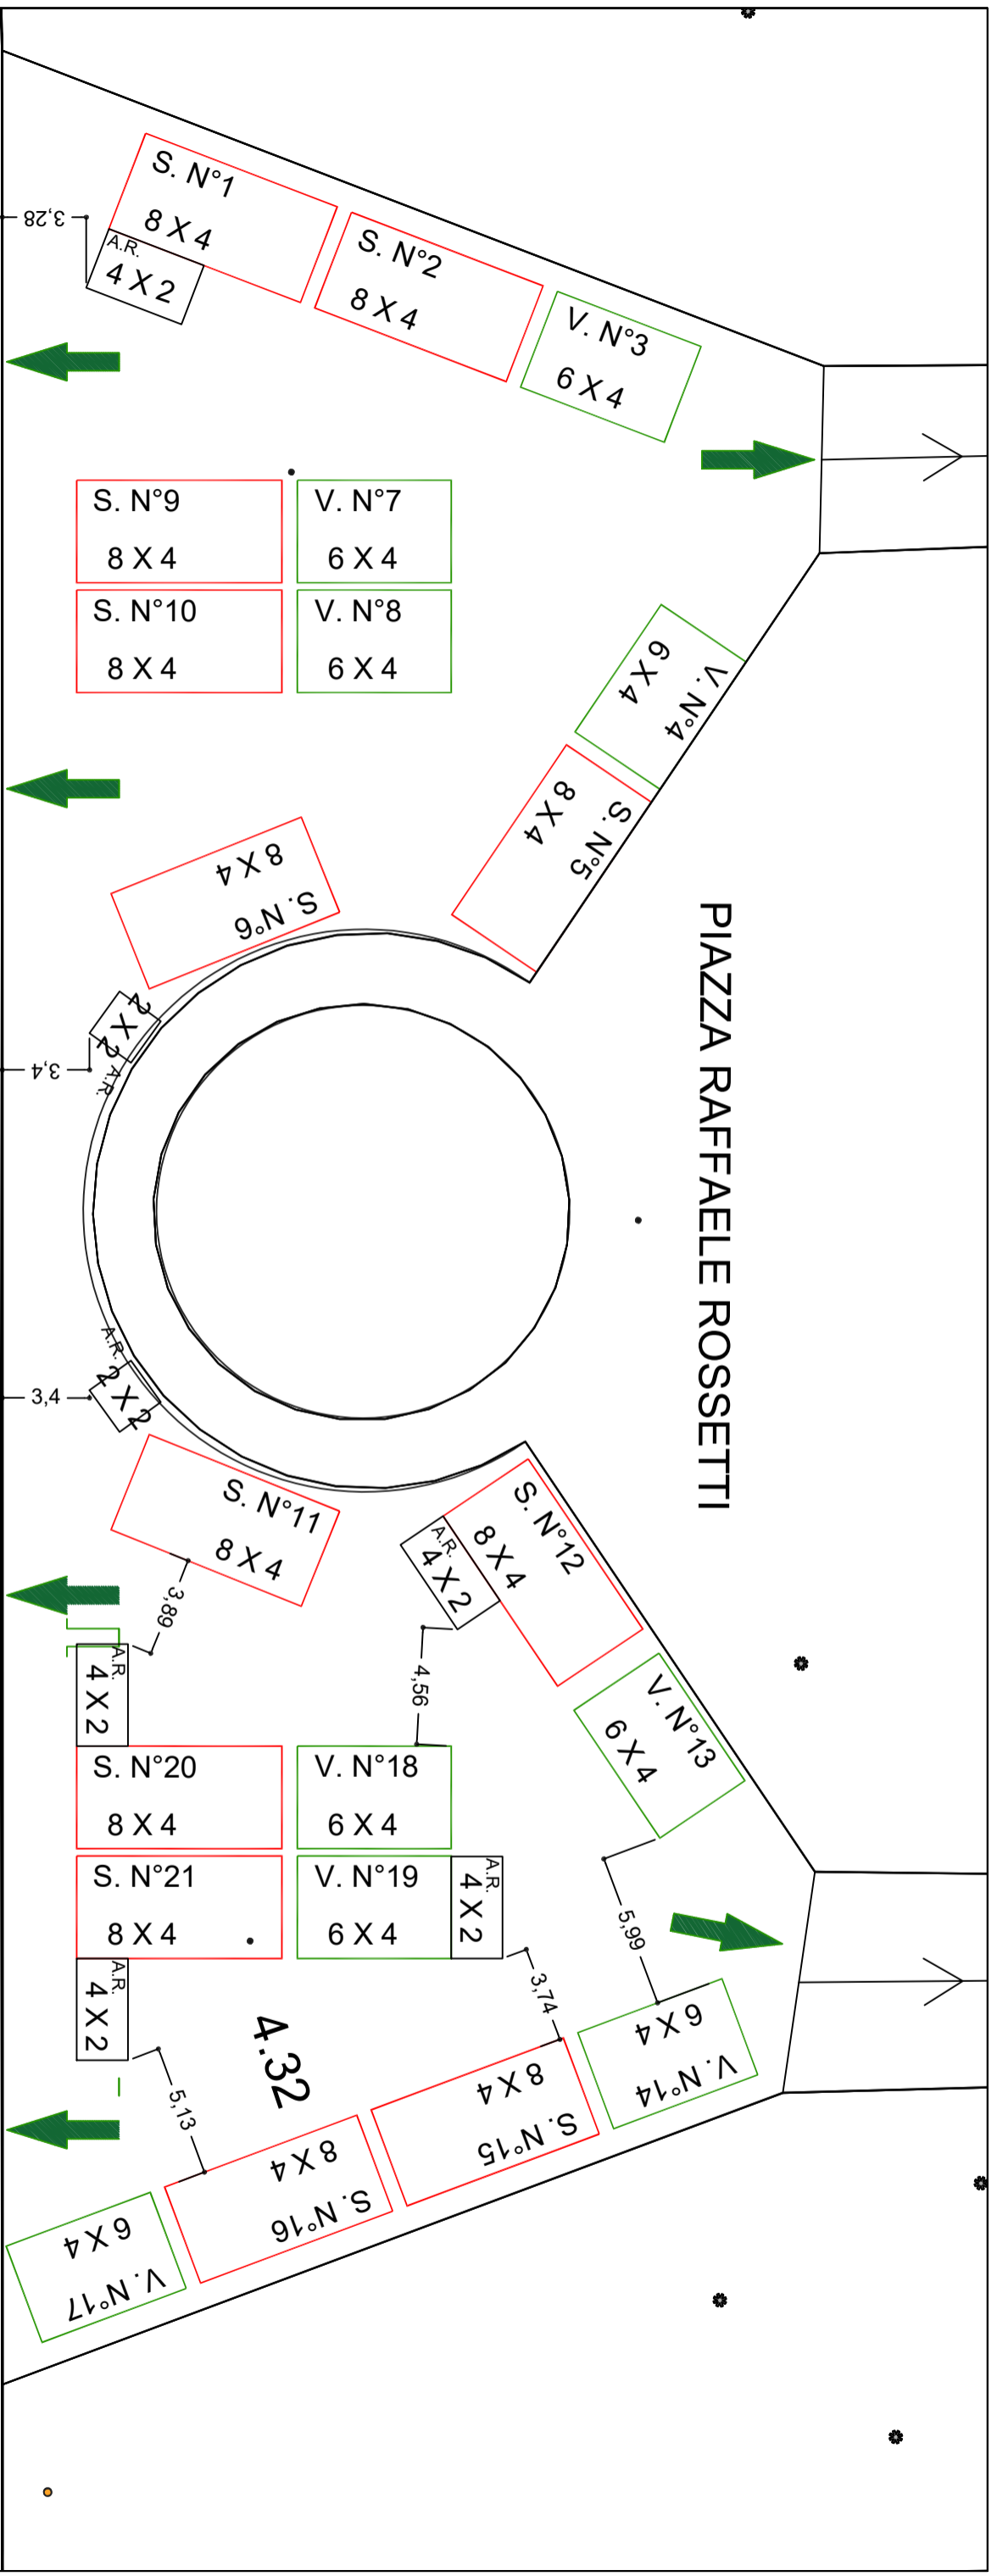 S. N°1
8 X 4
A.R.
4 X 2
3,28
S. N°2
8 X 4
V. N°3
6 X 4
S. N°9
8 X 4
V. N°7
6 X 4
S. N°10
8 X 4
V. N°8
6 X 4
V. N°4
6 X 4
S. N°5
8 X 4
8 X 4
S. N°6
2 X 2
A.R.
3,4
PIAZZA RAFFAELE ROSSETTI
A.R.
2 X 2
3,4
S. N°11
8 X 4
3,89
S. N°12
8 X 4
A.R.
4 X 2
4,56
V. N°13
6 X 4
A.R.
4 X 2
S. N°20
8 X 4
V. N°18
6 X 4
S. N°21
8 X 4
V. N°19
6 X 4
A.R.
4 X 2
5,99
3,74
A.R.
4 X 2
4.32
5,13
6 X 4
V. N°14
8 X 4
S. N°15
8 X 4
S. N°16
6 X 4
V. N°17